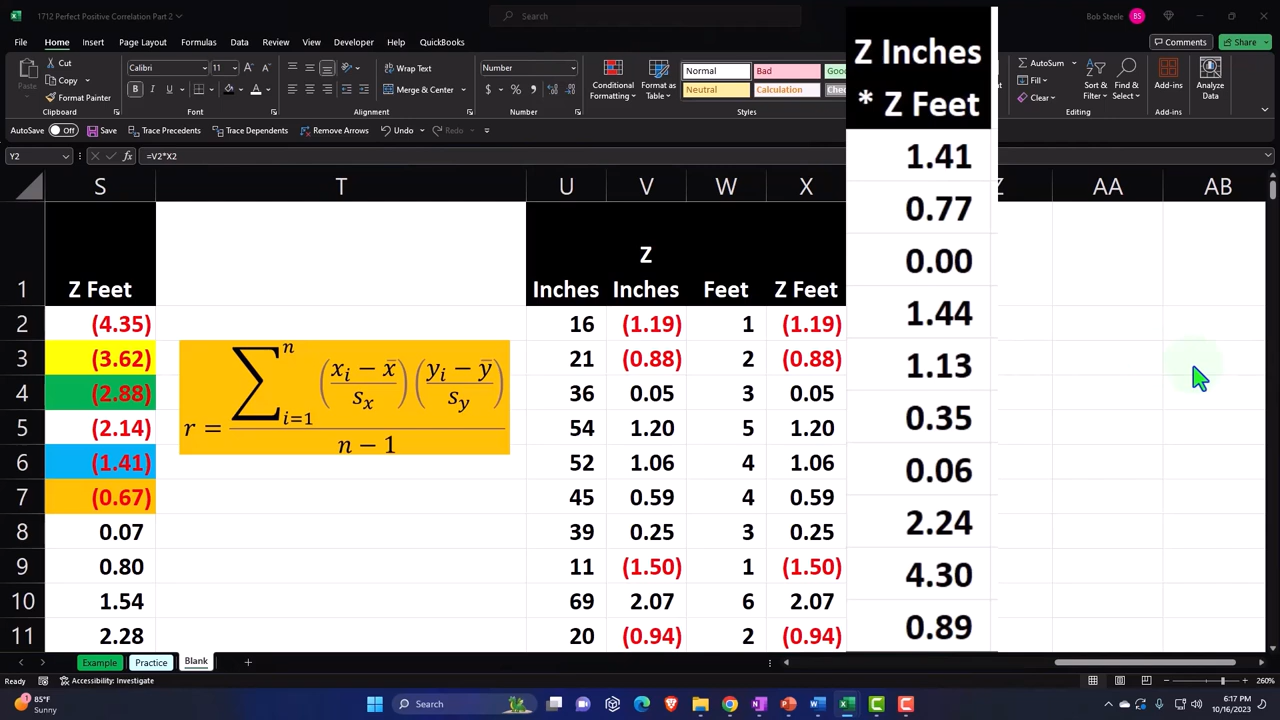 1712 Perfect Positive Correlation Part 2
Search
Bob Steele BS
File Home Insert Page Layout Formulas Data Review View Developer Help QuickBooks
Comments Share
Cut
Copy
Paste
Format Painter
Calibri 11
Wrap Text
Merge & Center
Number
Conditional Formatting
Format as Table
Normal Bad Good
Neutral Calculation
AutoSum
Fill
Clear
Sort & Filter
Find & Select
Add-ins
Analyze Data
Clipboard Font Alignment Number Styles Editing Add-ins
AutoSave Off Save Trace Precedents Trace Dependents Remove Arrows Undo Redo
Y2 fx =V2*X2
S T U V W X Z AA AB
1 Z Feet Inches Z Inches Feet Z Feet
Z Inches * Z Feet
2 (4.35) 16 (1.19) 1 (1.19) 1.41
3 (3.62) 21 (0.88) 2 (0.88) 0.77
4 (2.88) 36 0.05 3 0.05 0.00
5 (2.14) 54 1.20 5 1.20 1.44
6 (1.41) 52 1.06 4 1.06 1.13
7 (0.67) 45 0.59 4 0.59 0.35
8 0.07 39 0.25 3 0.25 0.06
9 0.80 11 (1.50) 1 (1.50) 2.24
10 1.54 69 2.07 6 2.07 4.30
11 2.28 20 (0.94) 2 (0.94) 0.89
r = ∑ i=1 n ((xi − x̄)/sx) ((yi − ȳ)/sy) / (n − 1)
Example Practice Blank
Ready Accessibility: Investigate 260%
85°F
Sunny
Search
6:17 PM
10/16/2023